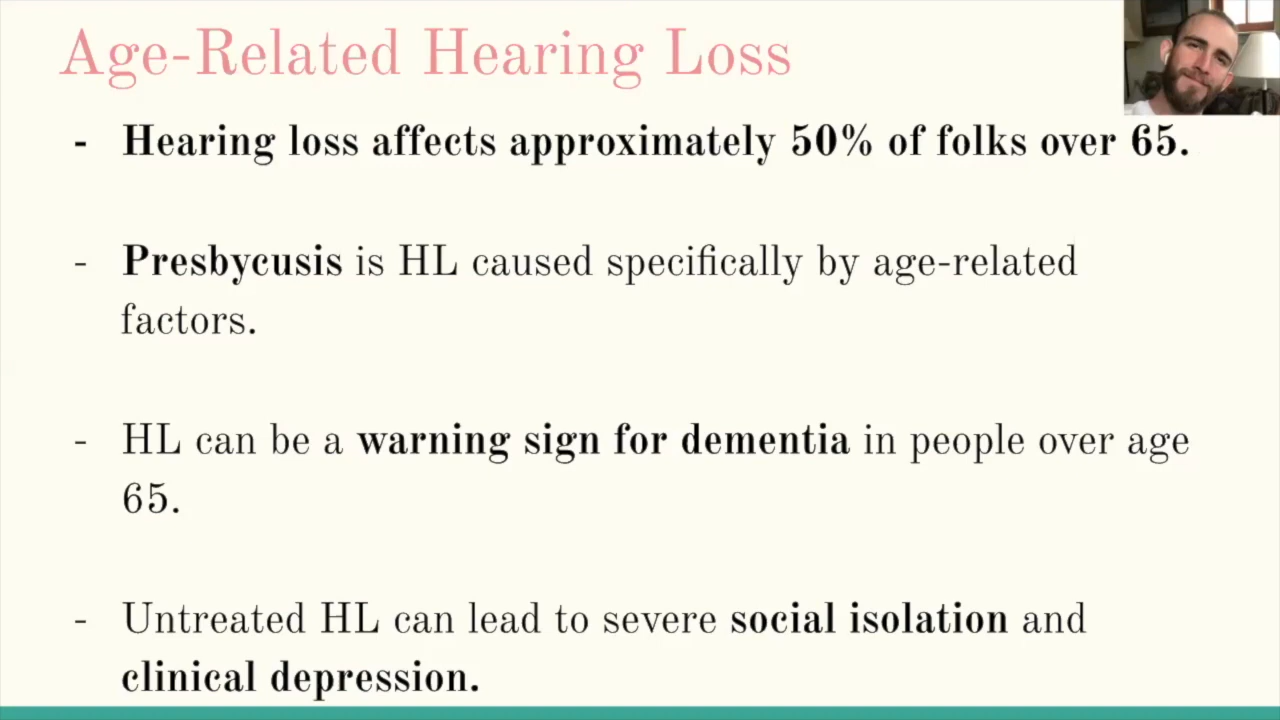 Age-Related Hearing Loss
- Hearing loss affects approximately 50% of folks over 65.
- Presbycusis is HL caused specifically by age-related
factors.
- HL can be a warning sign for dementia in people over age
65.
- Untreated HL can lead to severe social isolation and
clinical depression.